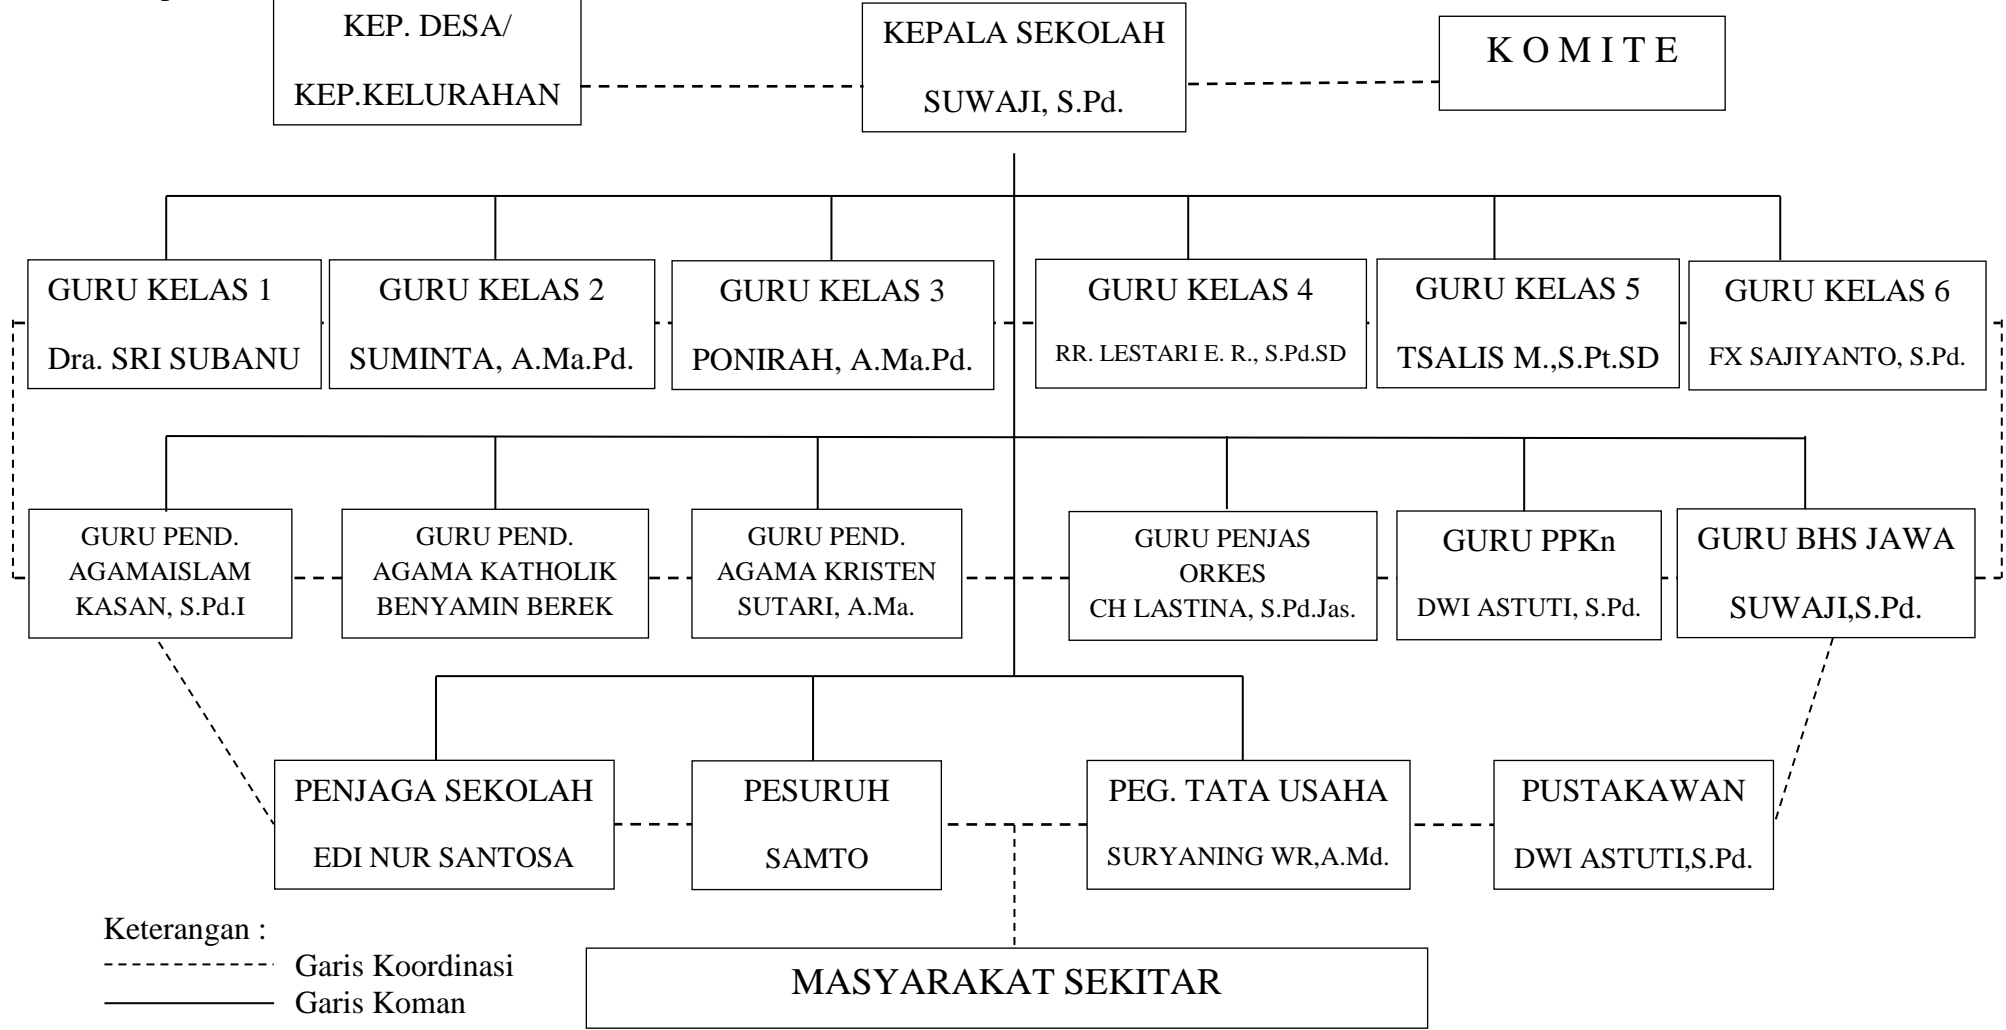 KEP. DESA/
KEP.KELURAHAN
KEPALA SEKOLAH
SUWAJI, S.Pd.
K O M I T E
GURU KELAS 1
Dra. SRI SUBANU
GURU KELAS 2
SUMINTA, A.Ma.Pd.
GURU KELAS 3
PONIRAH, A.Ma.Pd.
GURU KELAS 4
RR. LESTARI E. R., S.Pd.SD
GURU KELAS 5
TSALIS M.,S.Pt.SD
GURU KELAS 6
FX SAJIYANTO, S.Pd.
GURU PEND.
AGAMAISLAM
KASAN, S.Pd.I
GURU PEND.
AGAMA KATHOLIK
BENYAMIN BEREK
GURU PEND.
AGAMA KRISTEN
SUTARI, A.Ma.
GURU PENJAS
ORKES
CH LASTINA, S.Pd.Jas.
GURU PPKn
DWI ASTUTI, S.Pd.
GURU BHS JAWA
SUWAJI,S.Pd.
PENJAGA SEKOLAH
EDI NUR SANTOSA
PESURUH
SAMTO
PEG. TATA USAHA
SURYANING WR,A.Md.
PUSTAKAWAN
DWI ASTUTI,S.Pd.
Keterangan :
Garis Koordinasi
Garis Koman
MASYARAKAT SEKITAR